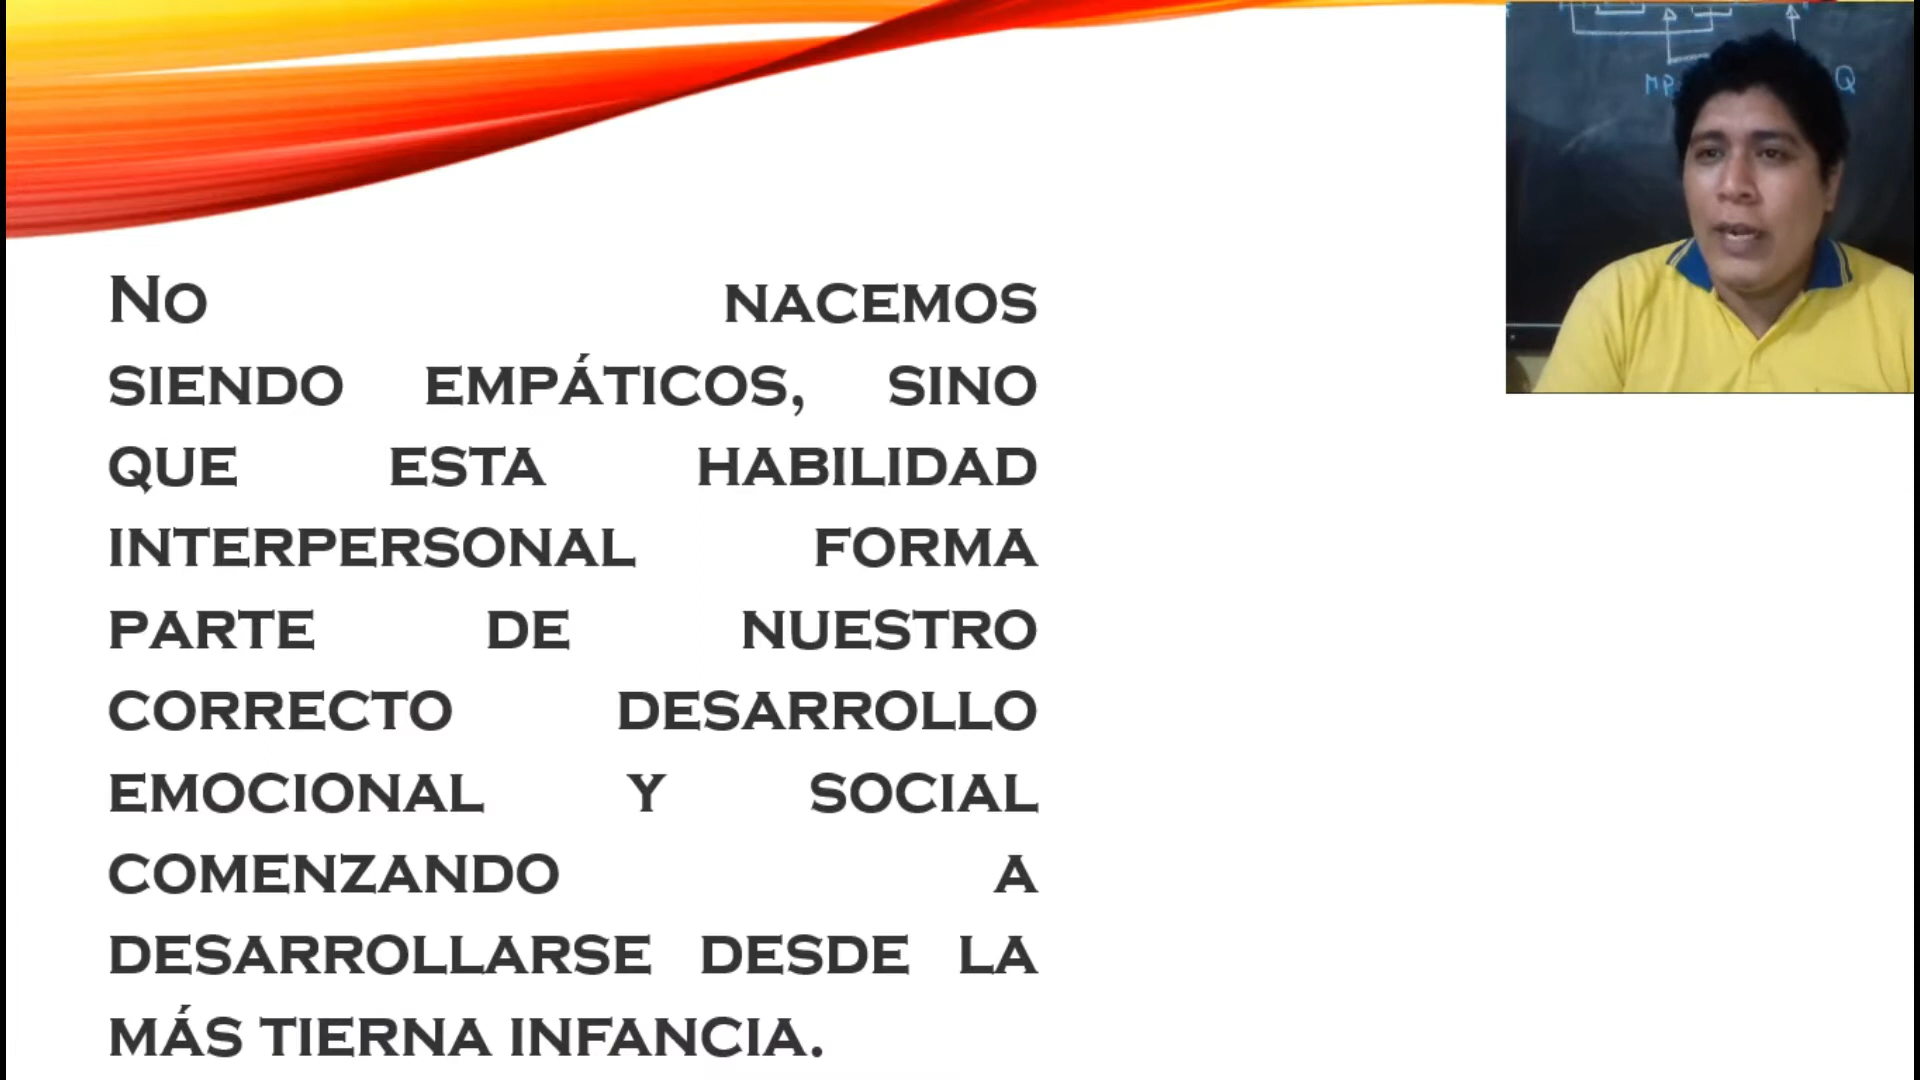 No nacemos
siendo empáticos, sino
que esta habilidad
interpersonal forma
parte de nuestro
correcto desarrollo
emocional y social
comenzando a
desarrollarse desde la
más tierna infancia.
MP
Q